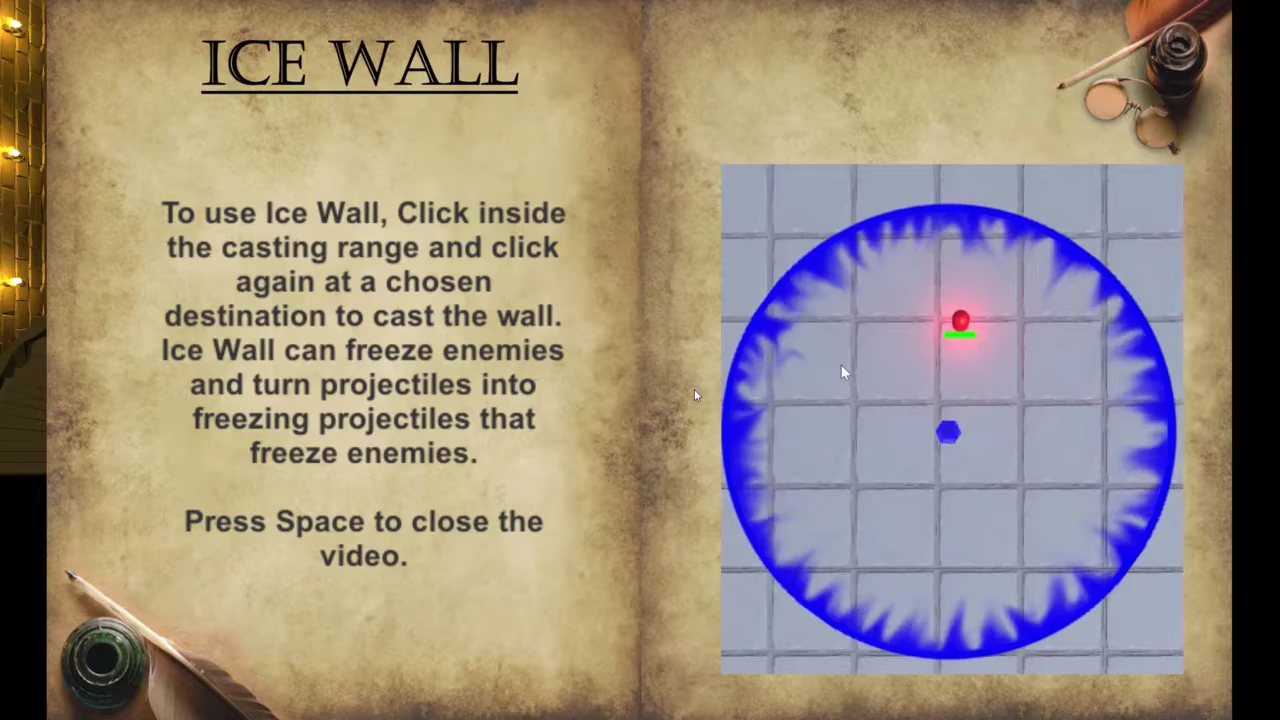 ICE WALL
To use Ice Wall, Click inside
the casting range and click
again at a chosen
destination to cast the wall.
Ice Wall can freeze enemies
and turn projectiles into
freezing projectiles that
freeze enemies.
Press Space to close the
video.